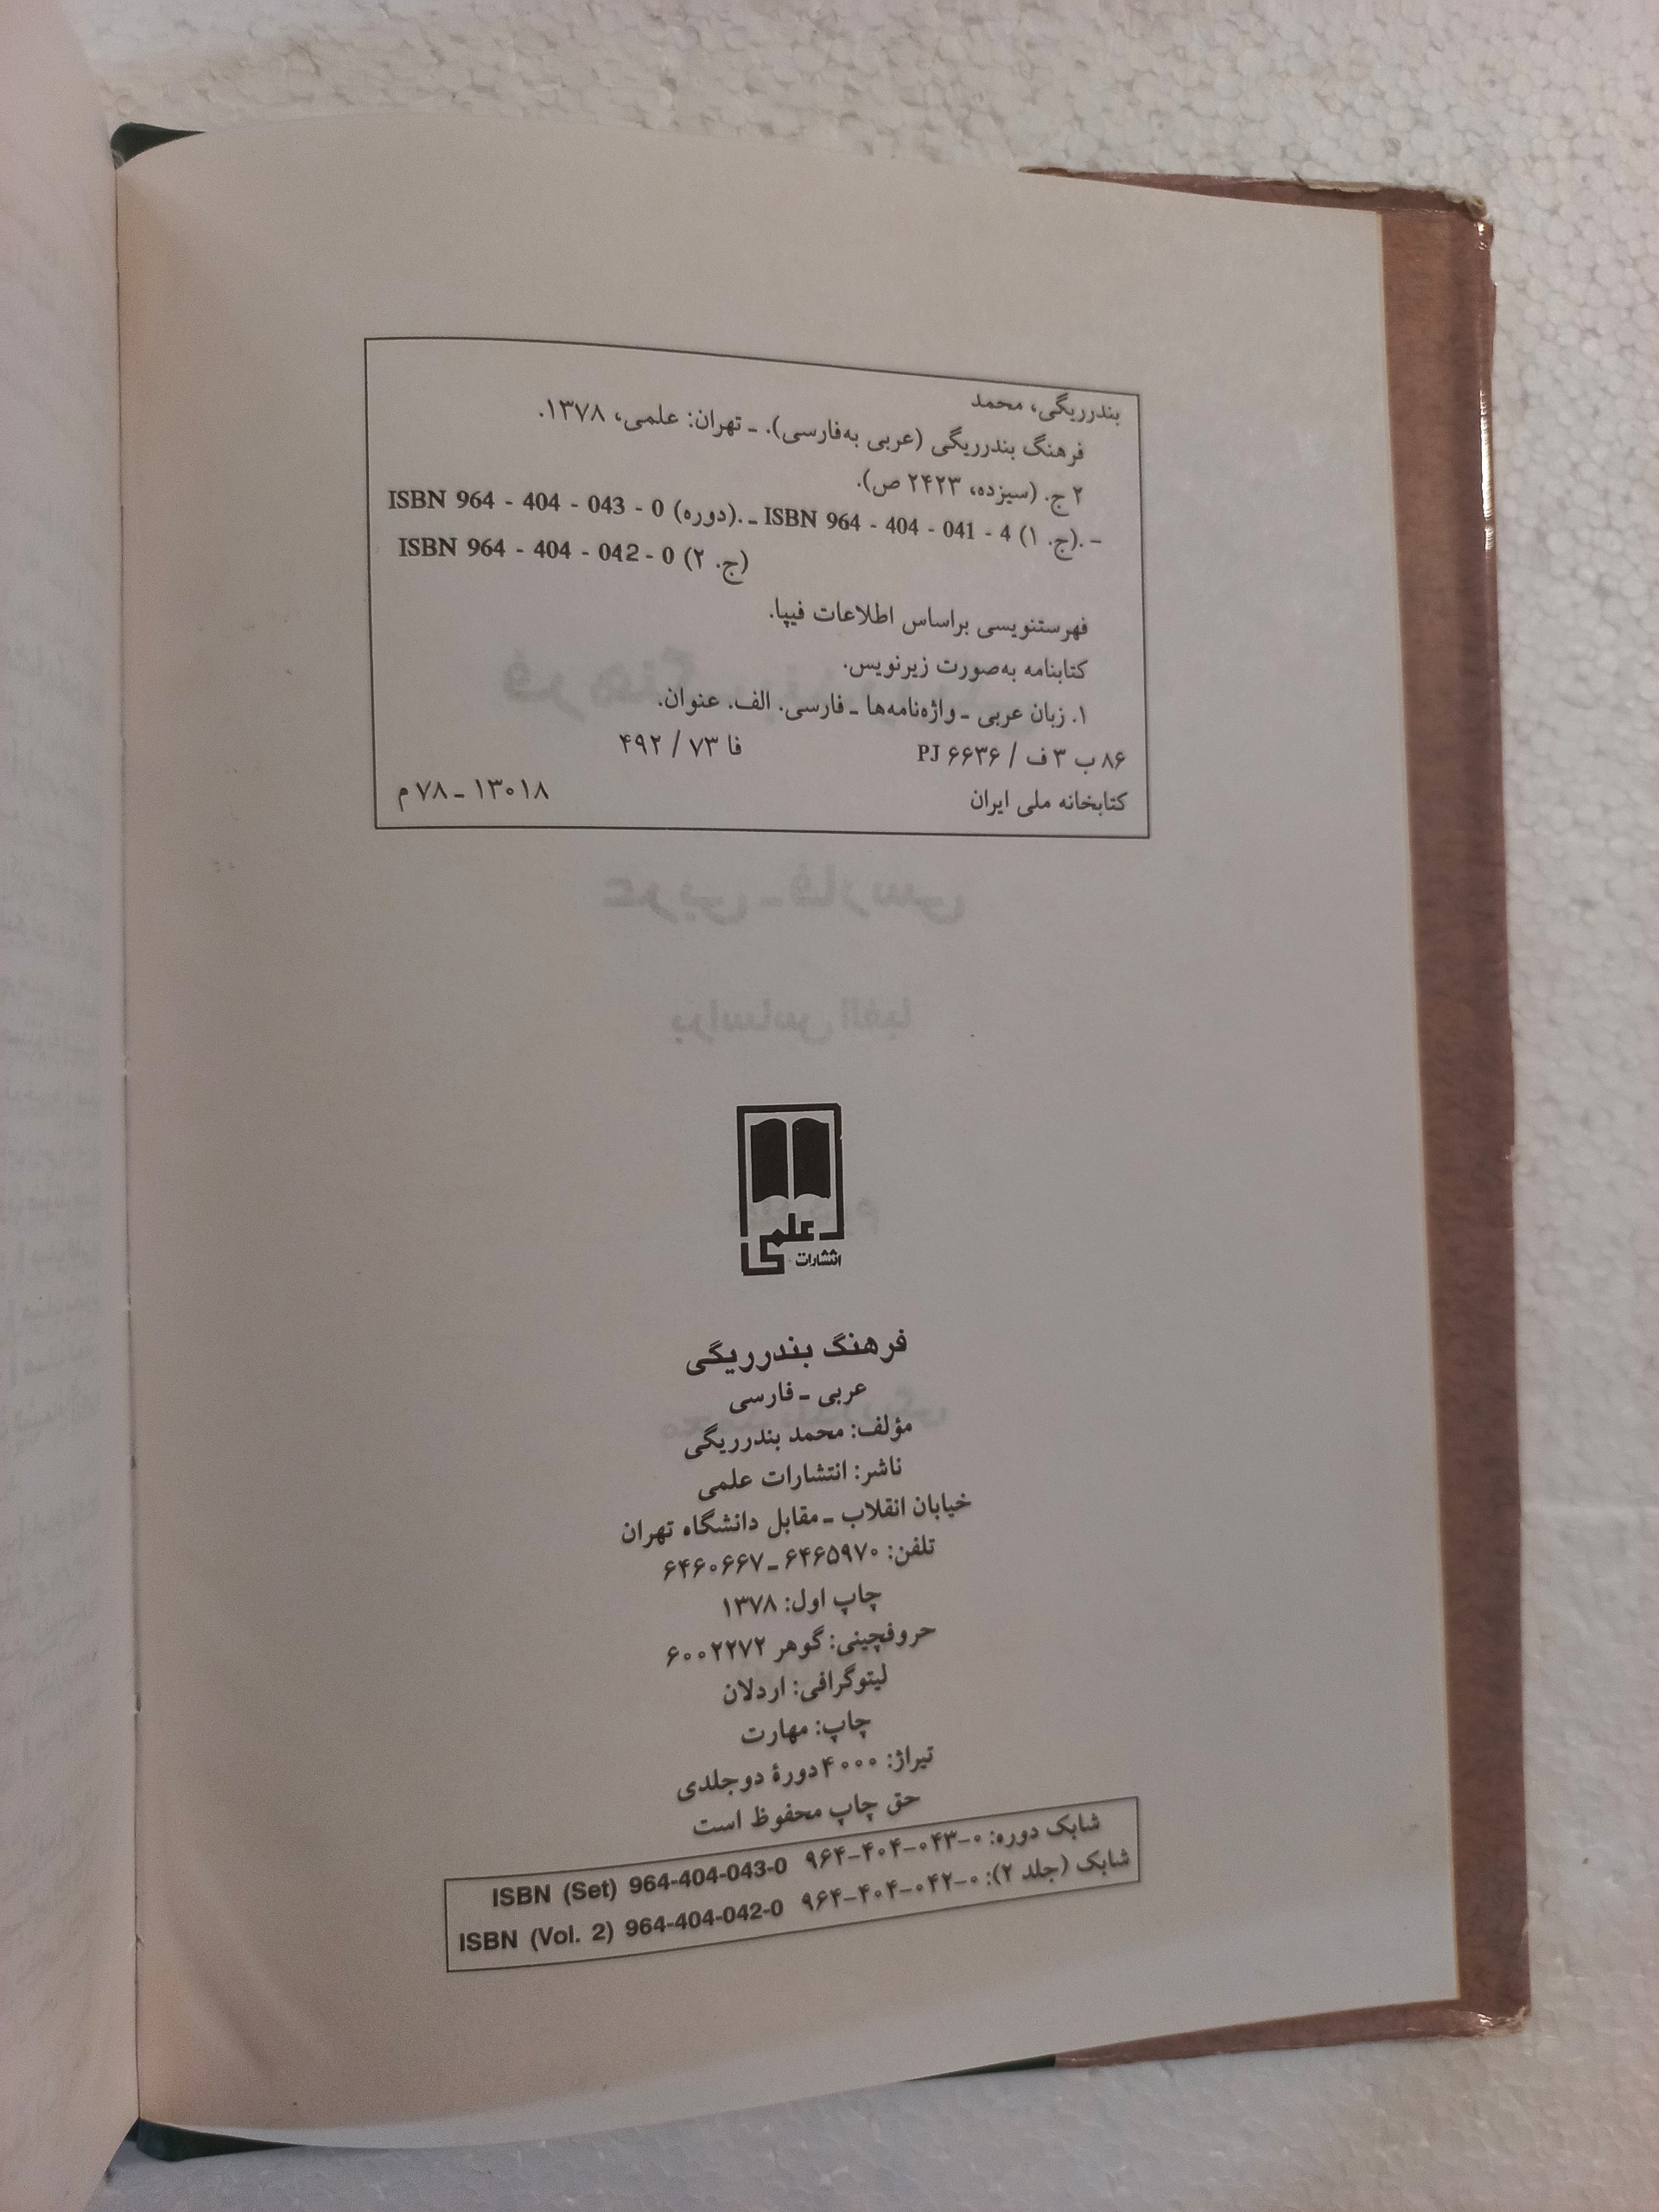 بندرریگی، محمد
فرهنگ بندرریگی (عربی به‌فارسی). ـ تهران: علمی، ۱۳۷۸.
۲ ج. (سیزده، ۲۴۲۳ ص).
ISBN 964 - 404 - 043 - 0 (دوره). ـ ISBN 964 - 404 - 041 - 4 (ج. ۱). –
ISBN 964 - 404 - 042 - 0 (ج. ۲)
فهرستنویسی براساس اطلاعات فیپا.
کتابنامه به‌صورت زیرنویس.
۱. زبان عربی ـ واژه‌نامه‌ها ـ فارسی. الف. عنوان.
۸۶ ب ۳ ف / PJ ۶۶۳۶ فا ۷۳ / ۴۹۲
کتابخانه ملی ایران ۱۳۰۱۸ ـ ۷۸ م
علمی
انتشارات
فرهنگ بندرریگی
عربی ـ فارسی
مؤلف: محمد بندرریگی
ناشر: انتشارات علمی
خیابان انقلاب ـ مقابل دانشگاه تهران
تلفن: ۶۴۶۵۹۷۰ ـ ۶۴۶۰۶۶۷
چاپ اول: ۱۳۷۸
حروفچینی: گوهر ۶۰۰۲۲۷۲
لیتوگرافی: اردلان
چاپ: مهارت
تیراژ: ۴۰۰۰ دورهٔ دو جلدی
حق چاپ محفوظ است
شابک دوره: ۰-۰۴۳-۴۰۴-۹۶۴ ISBN (Set) 964-404-043-0
شابک (جلد ۲): ۰-۰۴۲-۴۰۴-۹۶۴ ISBN (Vol. 2) 964-404-042-0